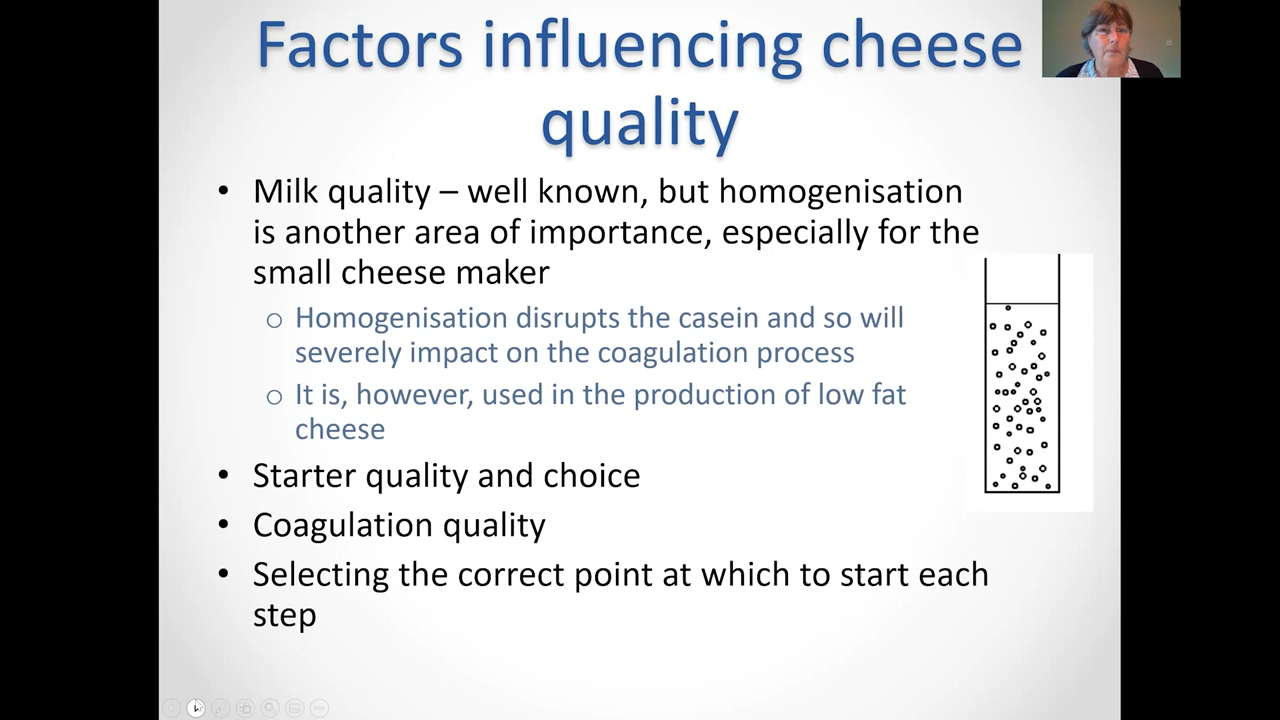 Factors influencing cheese
quality
• Milk quality – well known, but homogenisation
is another area of importance, especially for the
small cheese maker
o Homogenisation disrupts the casein and so will
severely impact on the coagulation process
o It is, however, used in the production of low fat
cheese
• Starter quality and choice
• Coagulation quality
• Selecting the correct point at which to start each
step